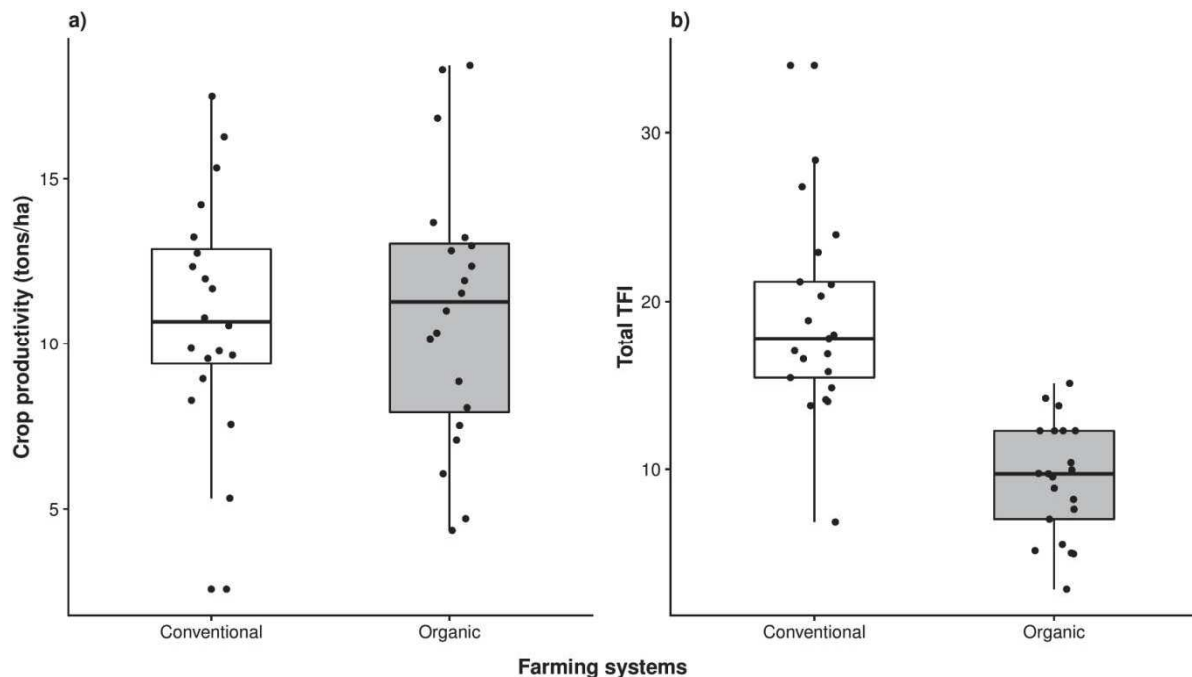 a)
Crop productivity (tons/ha)
15
10
5
Conventional
Organic
b)
Total TFI
30
20
10
Conventional
Organic
Farming systems